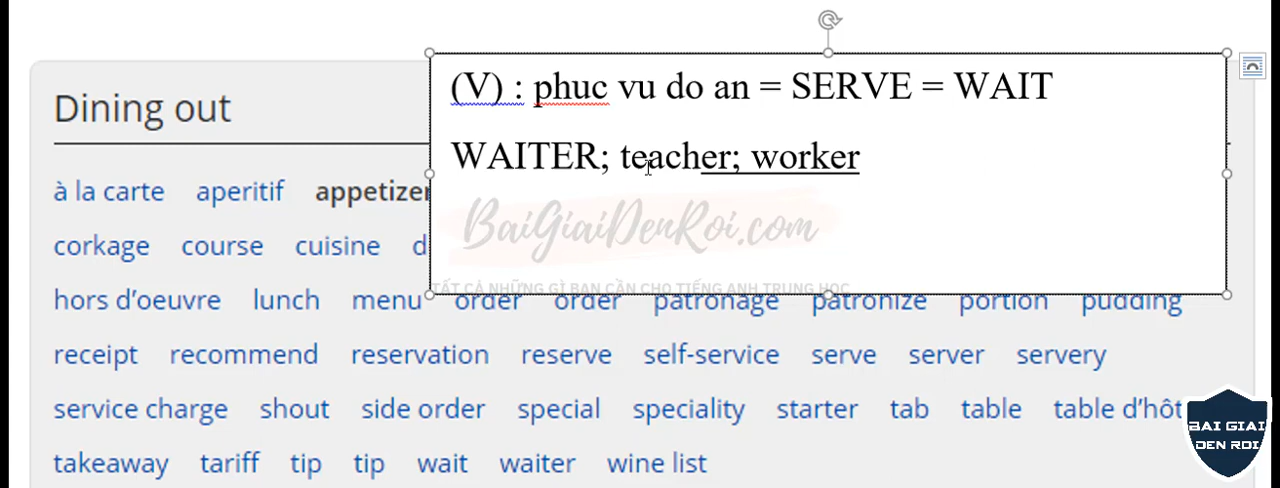 (V) : phuc vu do an = SERVE = WAIT
WAITER; teacher; worker
Dining out
à la carte aperitif appetizer
corkage course cuisine d
BaiGiaiDenRoi.com
TẤT CẢ NHỮNG GÌ BẠN CẦN CHO TIẾNG ANH TRUNG HỌC
hors d’oeuvre lunch menu order order patronage patronize portion pudding
receipt recommend reservation reserve self-service serve server servery
service charge shout side order special speciality starter tab table table d’hôt
BAI GIAI
DEN ROI
takeaway tariff tip tip wait waiter wine list